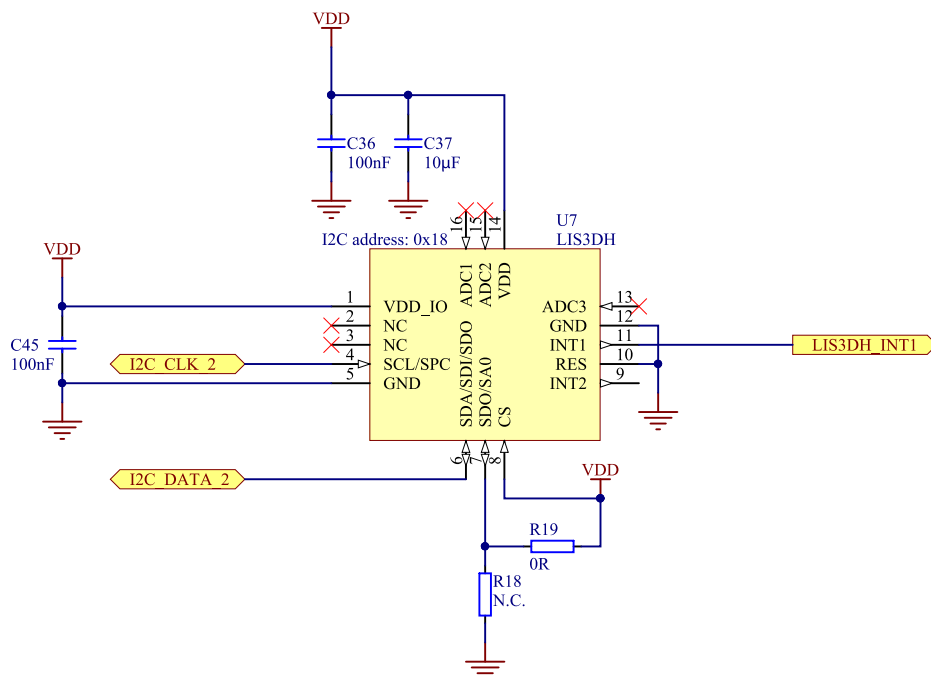 VDD
C36
100nF
C37
10µF
U7
LIS3DH
I2C address: 0x18
16
15
14
ADC1
ADC2
VDD
VDD
C45
100nF
1
VDD_IO
2
NC
3
NC
4
SCL/SPC
5
GND
I2C_CLK_2
ADC3
13
GND
12
INT1
11
RES
10
INT2
9
LIS3DH_INT1
SDA/SDI/SDO
SDO/SA0
CS
6
7
8
I2C_DATA_2
VDD
R19
0R
R18
N.C.